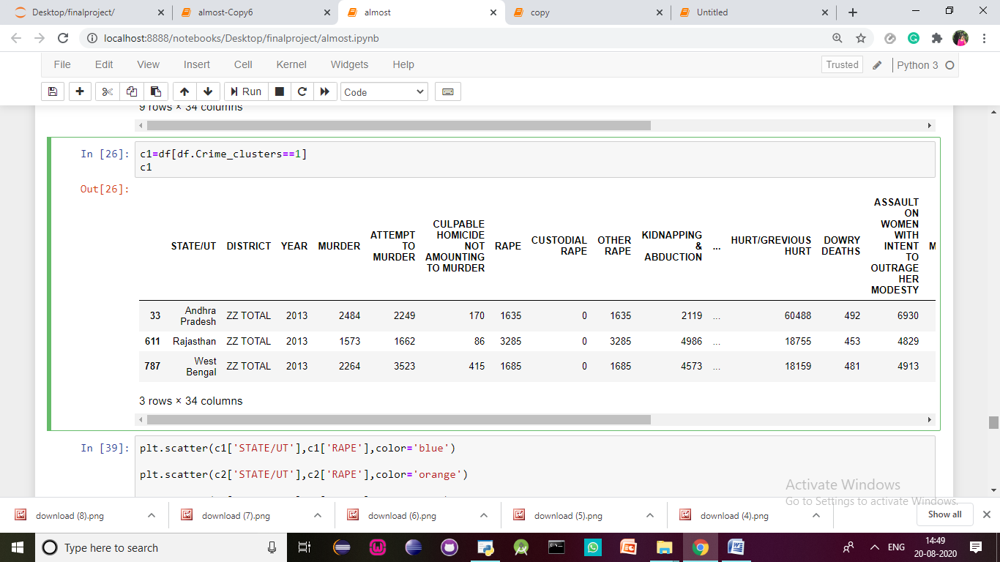 Desktop/finalproject/
almost-Copy6
almost
copy
Untitled
localhost:8888/notebooks/Desktop/finalproject/almost.ipynb
File Edit View Insert Cell Kernel Widgets Help
Trusted
Python 3
Run
Code
9 rows × 34 columns
In [26]:
c1=df[df.Crime_clusters==1]
c1
Out[26]:
STATE/UT DISTRICT YEAR MURDER
ATTEMPT
TO
MURDER
CULPABLE
HOMICIDE
NOT
AMOUNTING
TO MURDER
RAPE
CUSTODIAL
RAPE
OTHER
RAPE
KIDNAPPING
&
ABDUCTION
...
HURT/GREVIOUS
HURT
DOWRY
DEATHS
ASSAULT
ON
WOMEN
WITH
INTENT
TO
OUTRAGE
HER
MODESTY
M
33 Andhra Pradesh ZZ TOTAL 2013 2484 2249 170 1635 0 1635 2119 ... 60488 492 6930
611 Rajasthan ZZ TOTAL 2013 1573 1662 86 3285 0 3285 4986 ... 18755 453 4829
787 West Bengal ZZ TOTAL 2013 2264 3523 415 1685 0 1685 4573 ... 18159 481 4913
3 rows × 34 columns
In [39]:
plt.scatter(c1['STATE/UT'],c1['RAPE'],color='blue')
plt.scatter(c2['STATE/UT'],c2['RAPE'],color='orange')
Activate Windows
Go to Settings to activate Windows.
download (8).png
download (7).png
download (6).png
download (5).png
download (4).png
Show all
Type here to search
ENG
14:49
20-08-2020